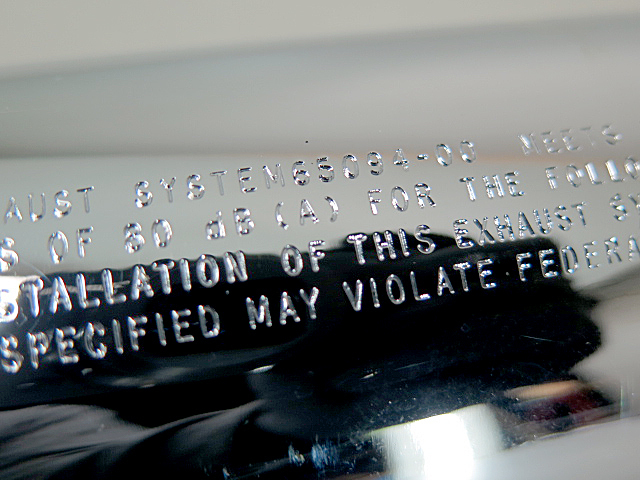 AUST SYSTEM65094-00 MEETS
S OF 80 dB (A) FOR THE FOLLO
STALLATION OF THIS EXHAUST SY
SPECIFIED MAY VIOLATE FEDERA